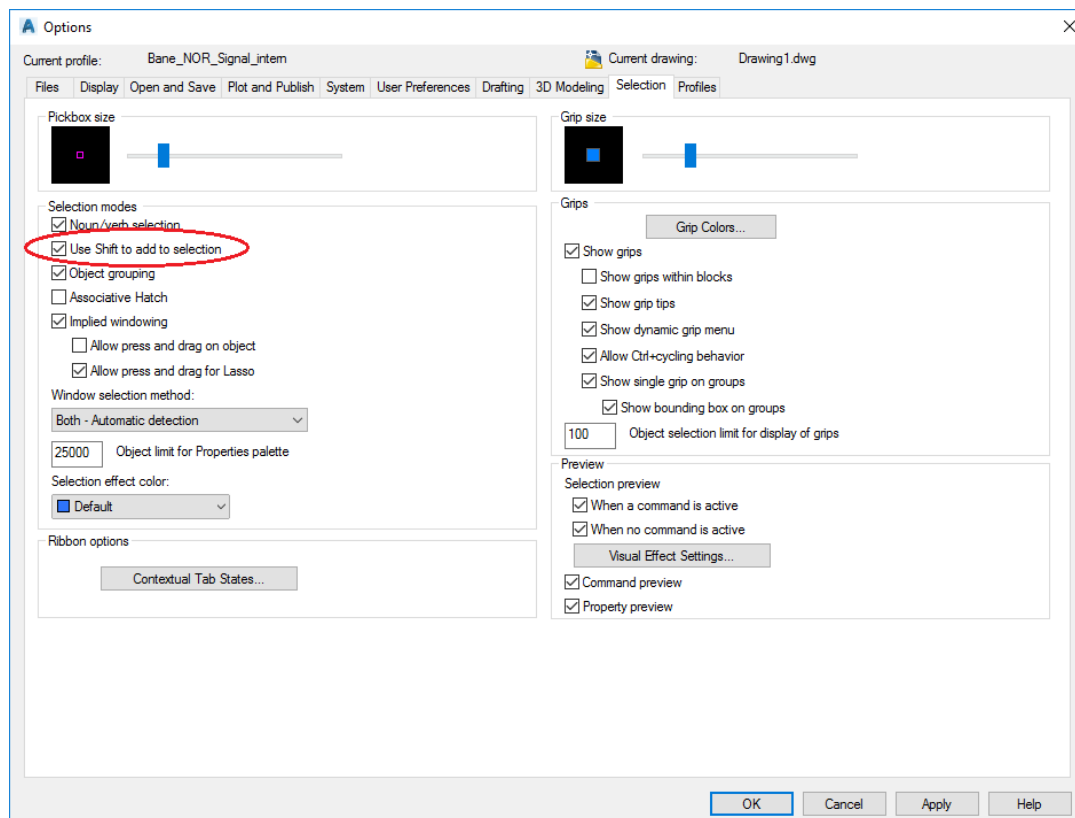 Options
Current profile: Bane_NOR_Signal_intern Current drawing: Drawing1.dwg
Files Display Open and Save Plot and Publish System User Preferences Drafting 3D Modeling Selection Profiles
Pickbox size
Selection modes
Noun/verb selection
Use Shift to add to selection
Object grouping
Associative Hatch
Implied windowing
Allow press and drag on object
Allow press and drag for Lasso
Window selection method:
Both - Automatic detection
25000 Object limit for Properties palette
Selection effect color:
Default
Ribbon options
Contextual Tab States...
Grip size
Grips
Grip Colors...
Show grips
Show grips within blocks
Show grip tips
Show dynamic grip menu
Allow Ctrl+cycling behavior
Show single grip on groups
Show bounding box on groups
100 Object selection limit for display of grips
Preview
Selection preview
When a command is active
When no command is active
Visual Effect Settings...
Command preview
Property preview
OK Cancel Apply Help